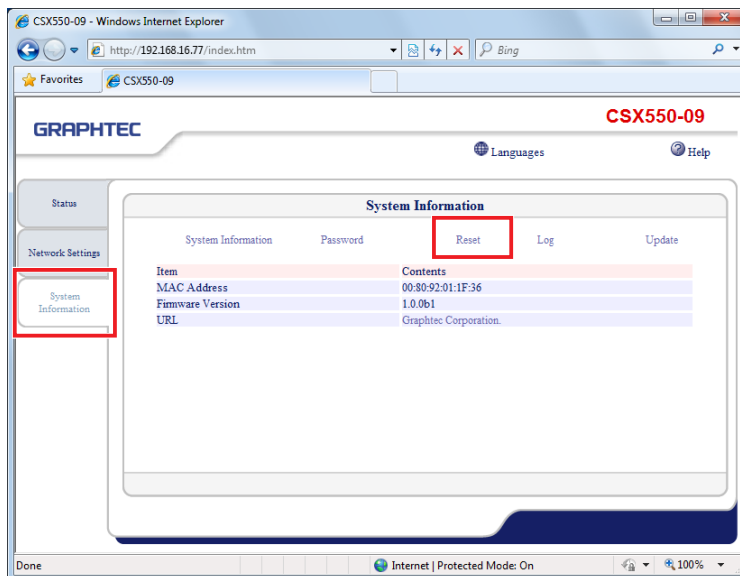 CSX550-09 - Windows Internet Explorer
http://192.168.16.77/index.htm
Bing
Favorites
CSX550-09
GRAPHTEC
CSX550-09
Languages
Help
Status
Network Settings
System
Information
System Information
System Information Password Reset Log Update
Item Contents
MAC Address 00:80:92:01:1F:36
Firmware Version 1.0.0b1
URL Graphtec Corporation.
Done
Internet | Protected Mode: On
100%